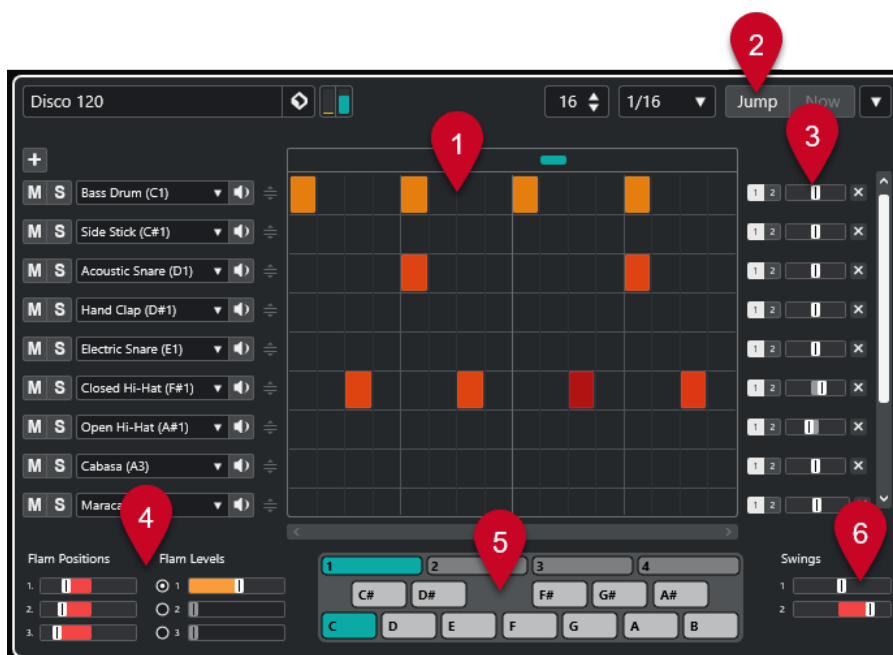 2
Disco 120 16 1/16 Jump Now
3
1
+
M S Bass Drum (C1) 1 2
M S Side Stick (C#1) 1 2
M S Acoustic Snare (D1) 1 2
M S Hand Clap (D#1) 1 2
M S Electric Snare (E1) 1 2
M S Closed Hi-Hat (F#1) 1 2
M S Open Hi-Hat (A#1) 1 2
M S Cabasa (A3) 1 2
M S 1 2
4
5
6
Flam Positions Flam Levels Swings
1. 1 1 2 3 4 1
C# D# F# G# A#
2. 2 2
3. 3 C D E F G A B